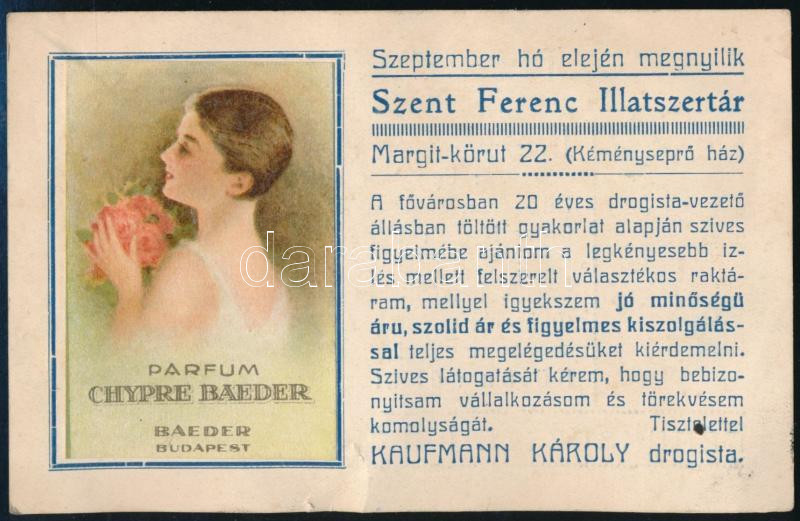 PARFUM
CHYPRE BAEDER
BAEDER
BUDAPEST
Szeptember hó elején megnyilik
Szent Ferenc Illatszertár
Margit-körut 22. (Kéményseprő ház)
A fővárosban 20 éves drogista-vezető
állásban töltött gyakorlat alapján szives
figyelmébe ajánlom a legkényesebb iz-
lés mellett felszerelt választékos raktá-
ram, mellyel igyekszem jó minőségü
áru, szolid ár és figyelmes kiszolgálás-
sal teljes megelégedésüket kiérdemelni.
Szives látogatását kérem, hogy bebizo-
nyitsam vállalkozásom és törekvésem
komolyságát. Tisztelettel
KAUFMANN KÁROLY drogista.
darabanth